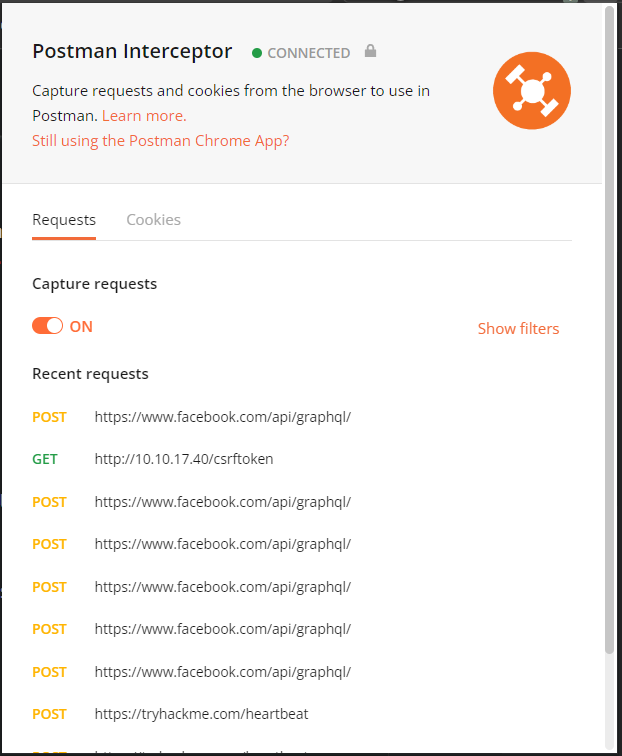 Postman Interceptor CONNECTED
Capture requests and cookies from the browser to use in
Postman. Learn more.
Still using the Postman Chrome App?
Requests Cookies
Capture requests
ON Show filters
Recent requests
POST https://www.facebook.com/api/graphql/
GET http://10.10.17.40/csrftoken
POST https://www.facebook.com/api/graphql/
POST https://www.facebook.com/api/graphql/
POST https://www.facebook.com/api/graphql/
POST https://www.facebook.com/api/graphql/
POST https://www.facebook.com/api/graphql/
POST https://tryhackme.com/heartbeat